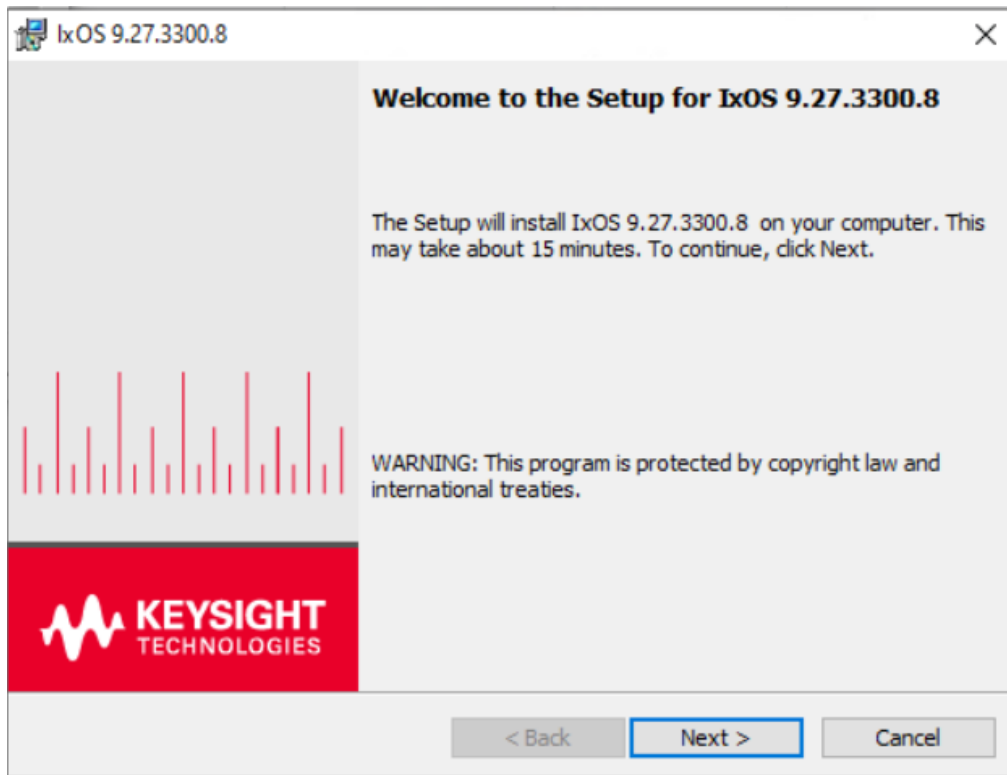 IxOS 9.27.3300.8
Welcome to the Setup for IxOS 9.27.3300.8
The Setup will install IxOS 9.27.3300.8  on your computer. This
may take about 15 minutes. To continue, click Next.
WARNING: This program is protected by copyright law and
international treaties.
KEYSIGHT
TECHNOLOGIES
< Back
Next >
Cancel